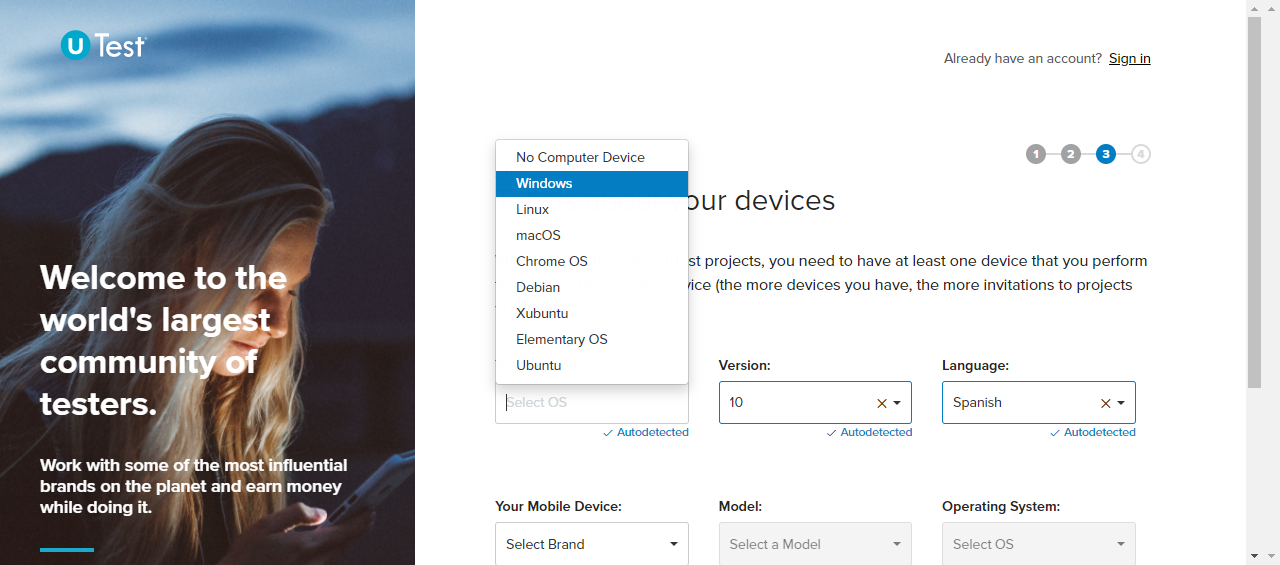 U Test
Already have an account? Sign in
1 2 3 4
our devices
st projects, you need to have at least one device that you perform
vice (the more devices you have, the more invitations to projects
No Computer Device
Windows
Linux
macOS
Chrome OS
Debian
Xubuntu
Elementary OS
Ubuntu
Select OS
Autodetected
Version:
10
Autodetected
Language:
Spanish
Autodetected
Your Mobile Device:
Select Brand
Model:
Select a Model
Operating System:
Select OS
Welcome to the
world's largest
community of
testers.
Work with some of the most influential
brands on the planet and earn money
while doing it.